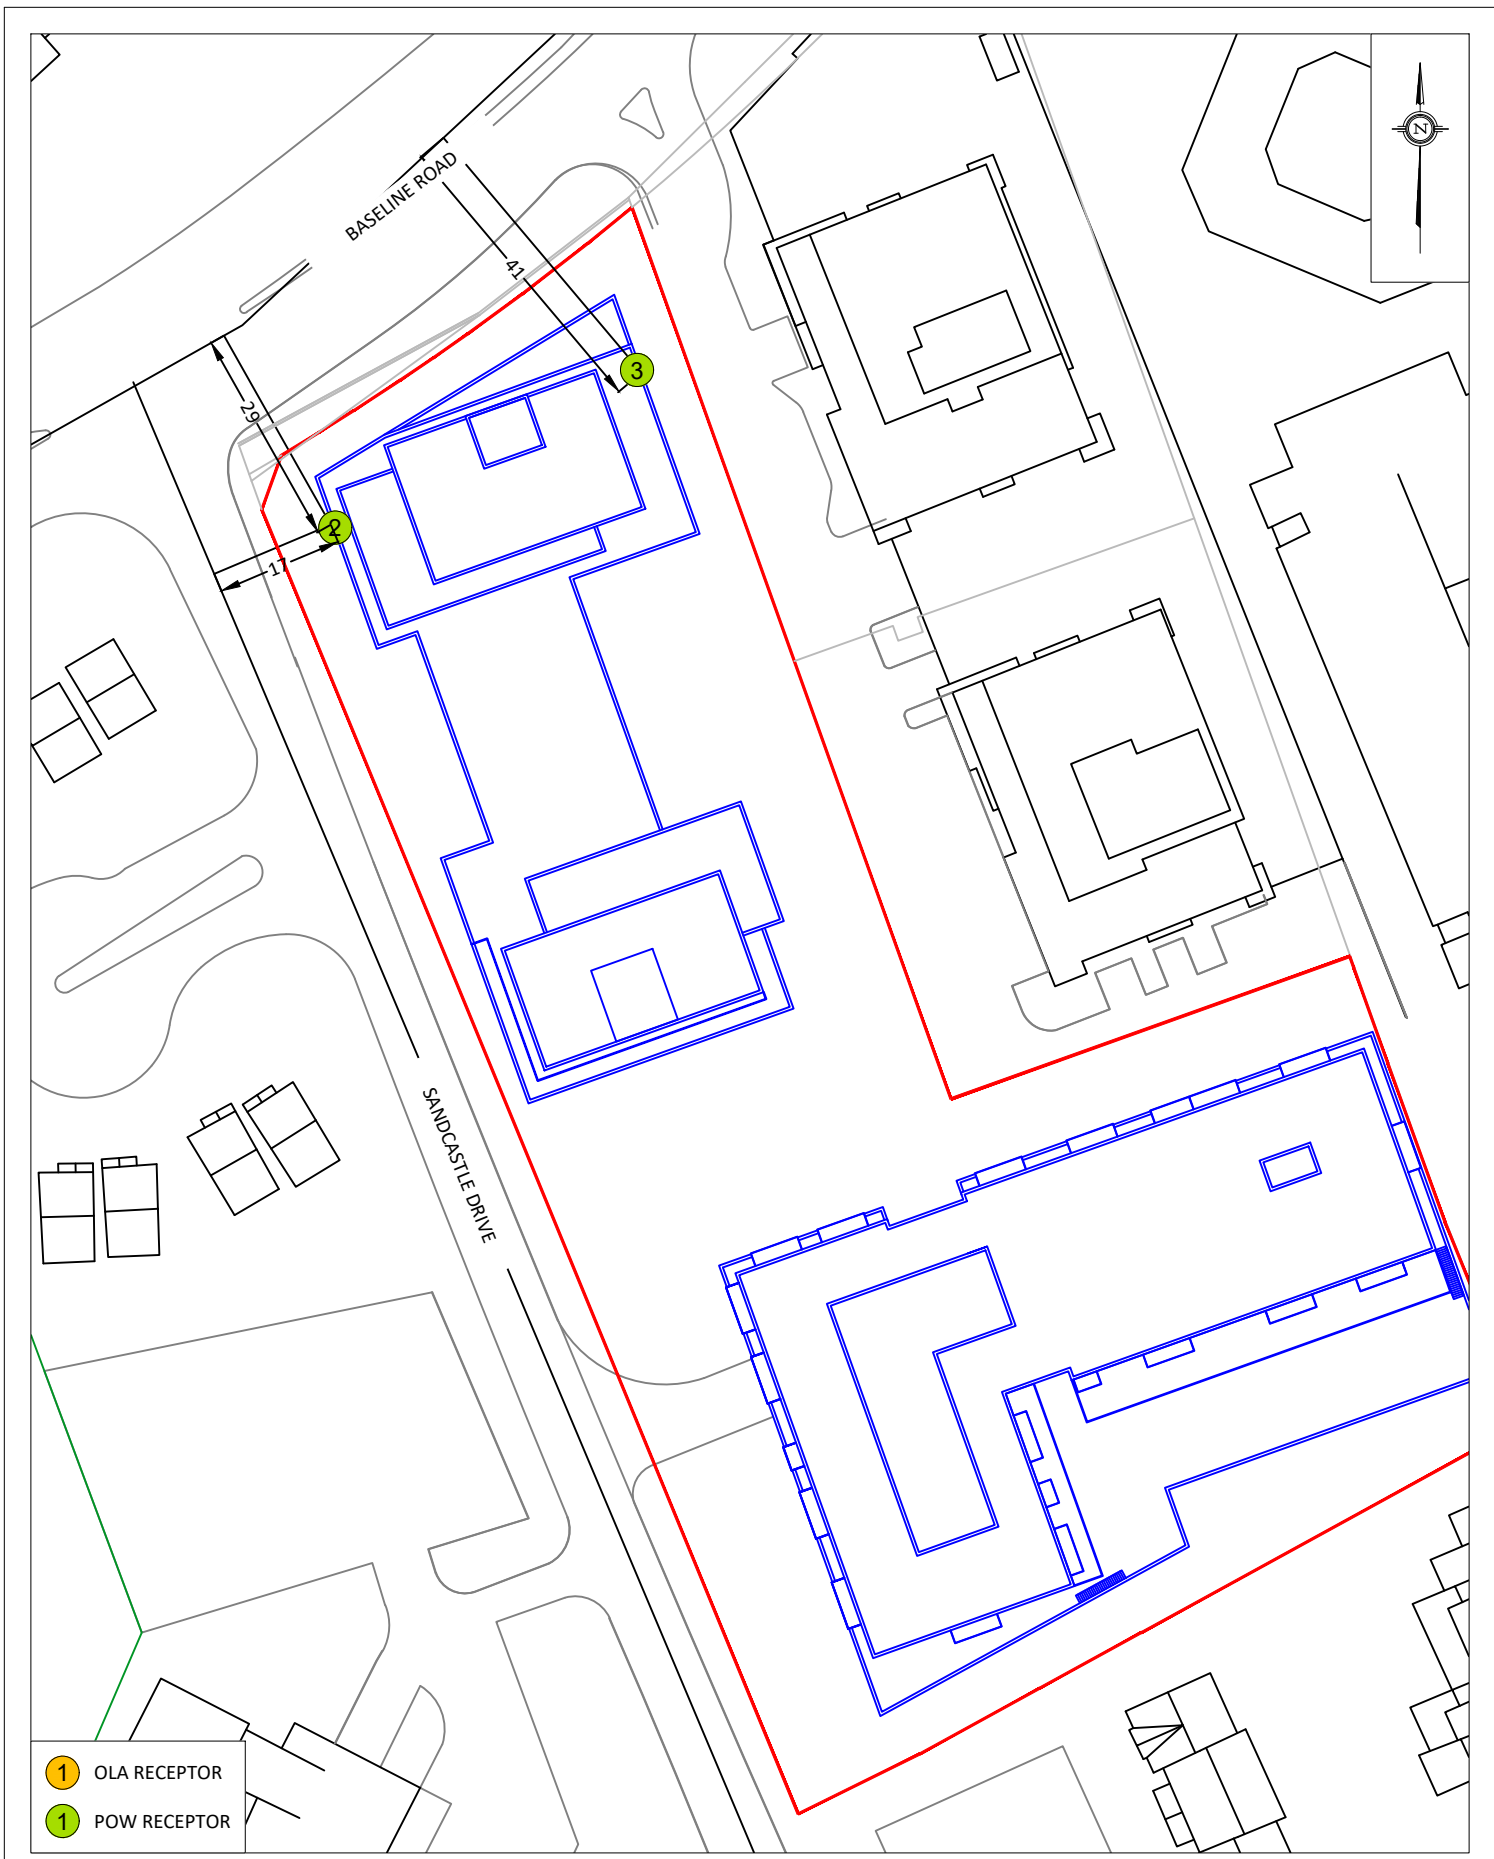 N
BASELINE ROAD
41
3
29
2
17
SANDCASTLE DRIVE
1 OLA RECEPTOR
1 POW RECEPTOR